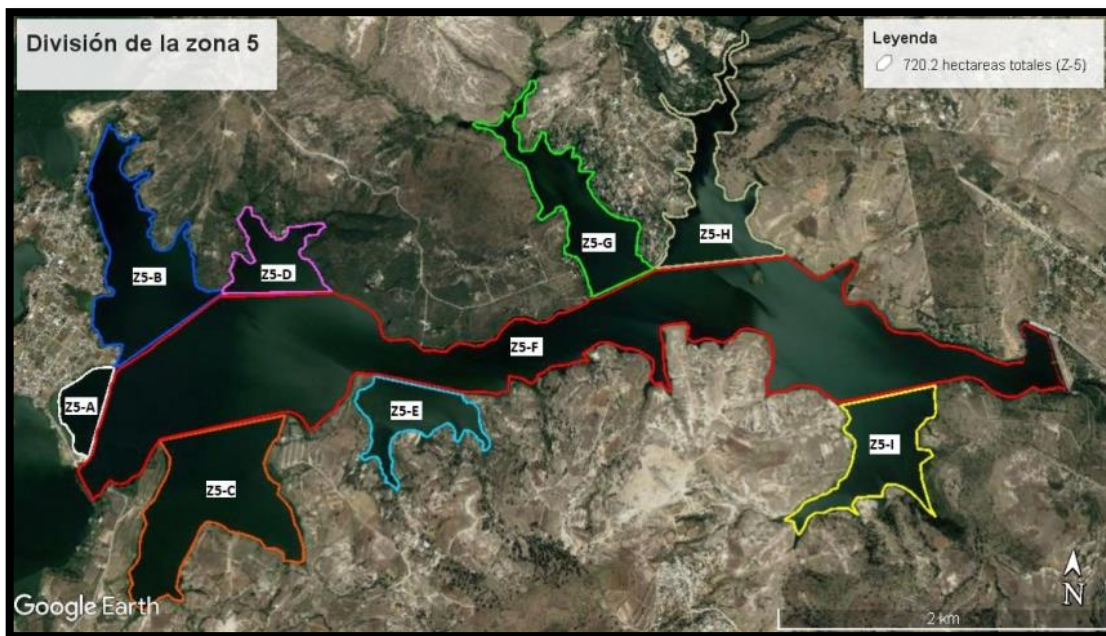 División de la zona 5
Leyenda
720.2 hectareas totales (Z-5)
Z5-B
Z5-D
Z5-G
Z5-H
Z5-F
Z5-A
Z5-E
Z5-C
Z5-I
Google Earth
2 km
N